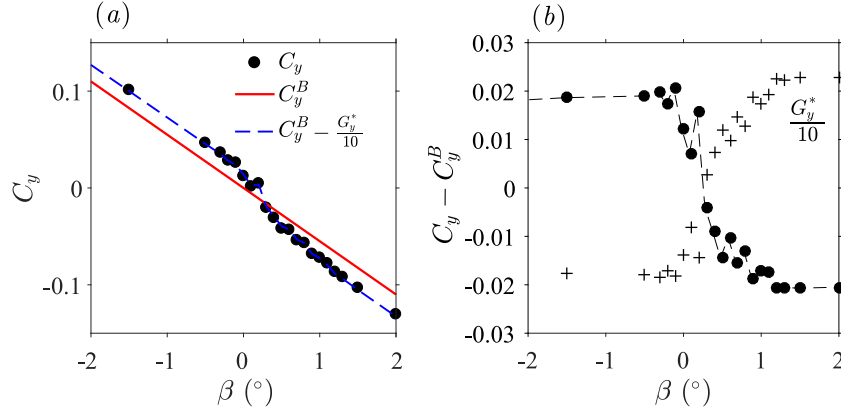 (a)
C_y
C_y^B
C_y^B − G_y^*/10
0.1
0
-0.1
C_y
-2
-1
0
1
2
β (°)
(b)
0.03
0.02
0.01
0
-0.01
-0.02
-0.03
C_y − C_y^B
G_y^*/10
-2
-1
0
1
2
β (°)